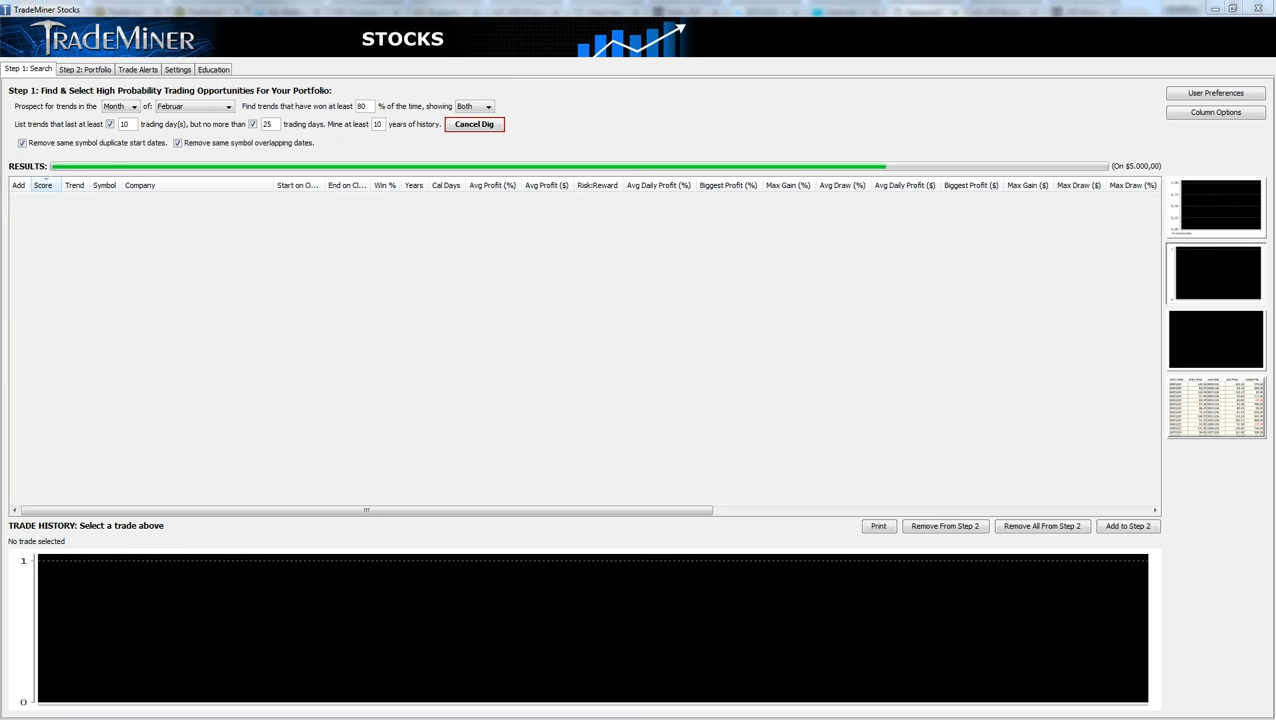 TradeMiner Stocks
TRADEMINER
STOCKS
Step 1: Search Step 2: Portfolio Trade Alerts Settings Education
Step 1: Find & Select High Probability Trading Opportunities For Your Portfolio:
User Preferences
Prospect for trends in the Month of: Februar Find trends that have won at least 80 % of the time, showing Both
Column Options
List trends that last at least 10 trading day(s), but no more than 25 trading days. Mine at least 10 years of history. Cancel Dig
Remove same symbol duplicate start dates. Remove same symbol overlapping dates.
RESULTS: (On $5.000,00)
Add Score Trend Symbol Company Start on O... End on Cl... Win % Years Cal Days Avg Profit (%) Avg Profit ($) Risk:Reward Avg Daily Profit (%) Biggest Profit (%) Max Gain (%) Avg Draw (%) Avg Daily Profit ($) Biggest Profit ($) Max Gain ($) Max Draw ($) Max Draw (%)
TRADE HISTORY: Select a trade above
Print Remove From Step 2 Remove All From Step 2 Add to Step 2
No trade selected
1
0